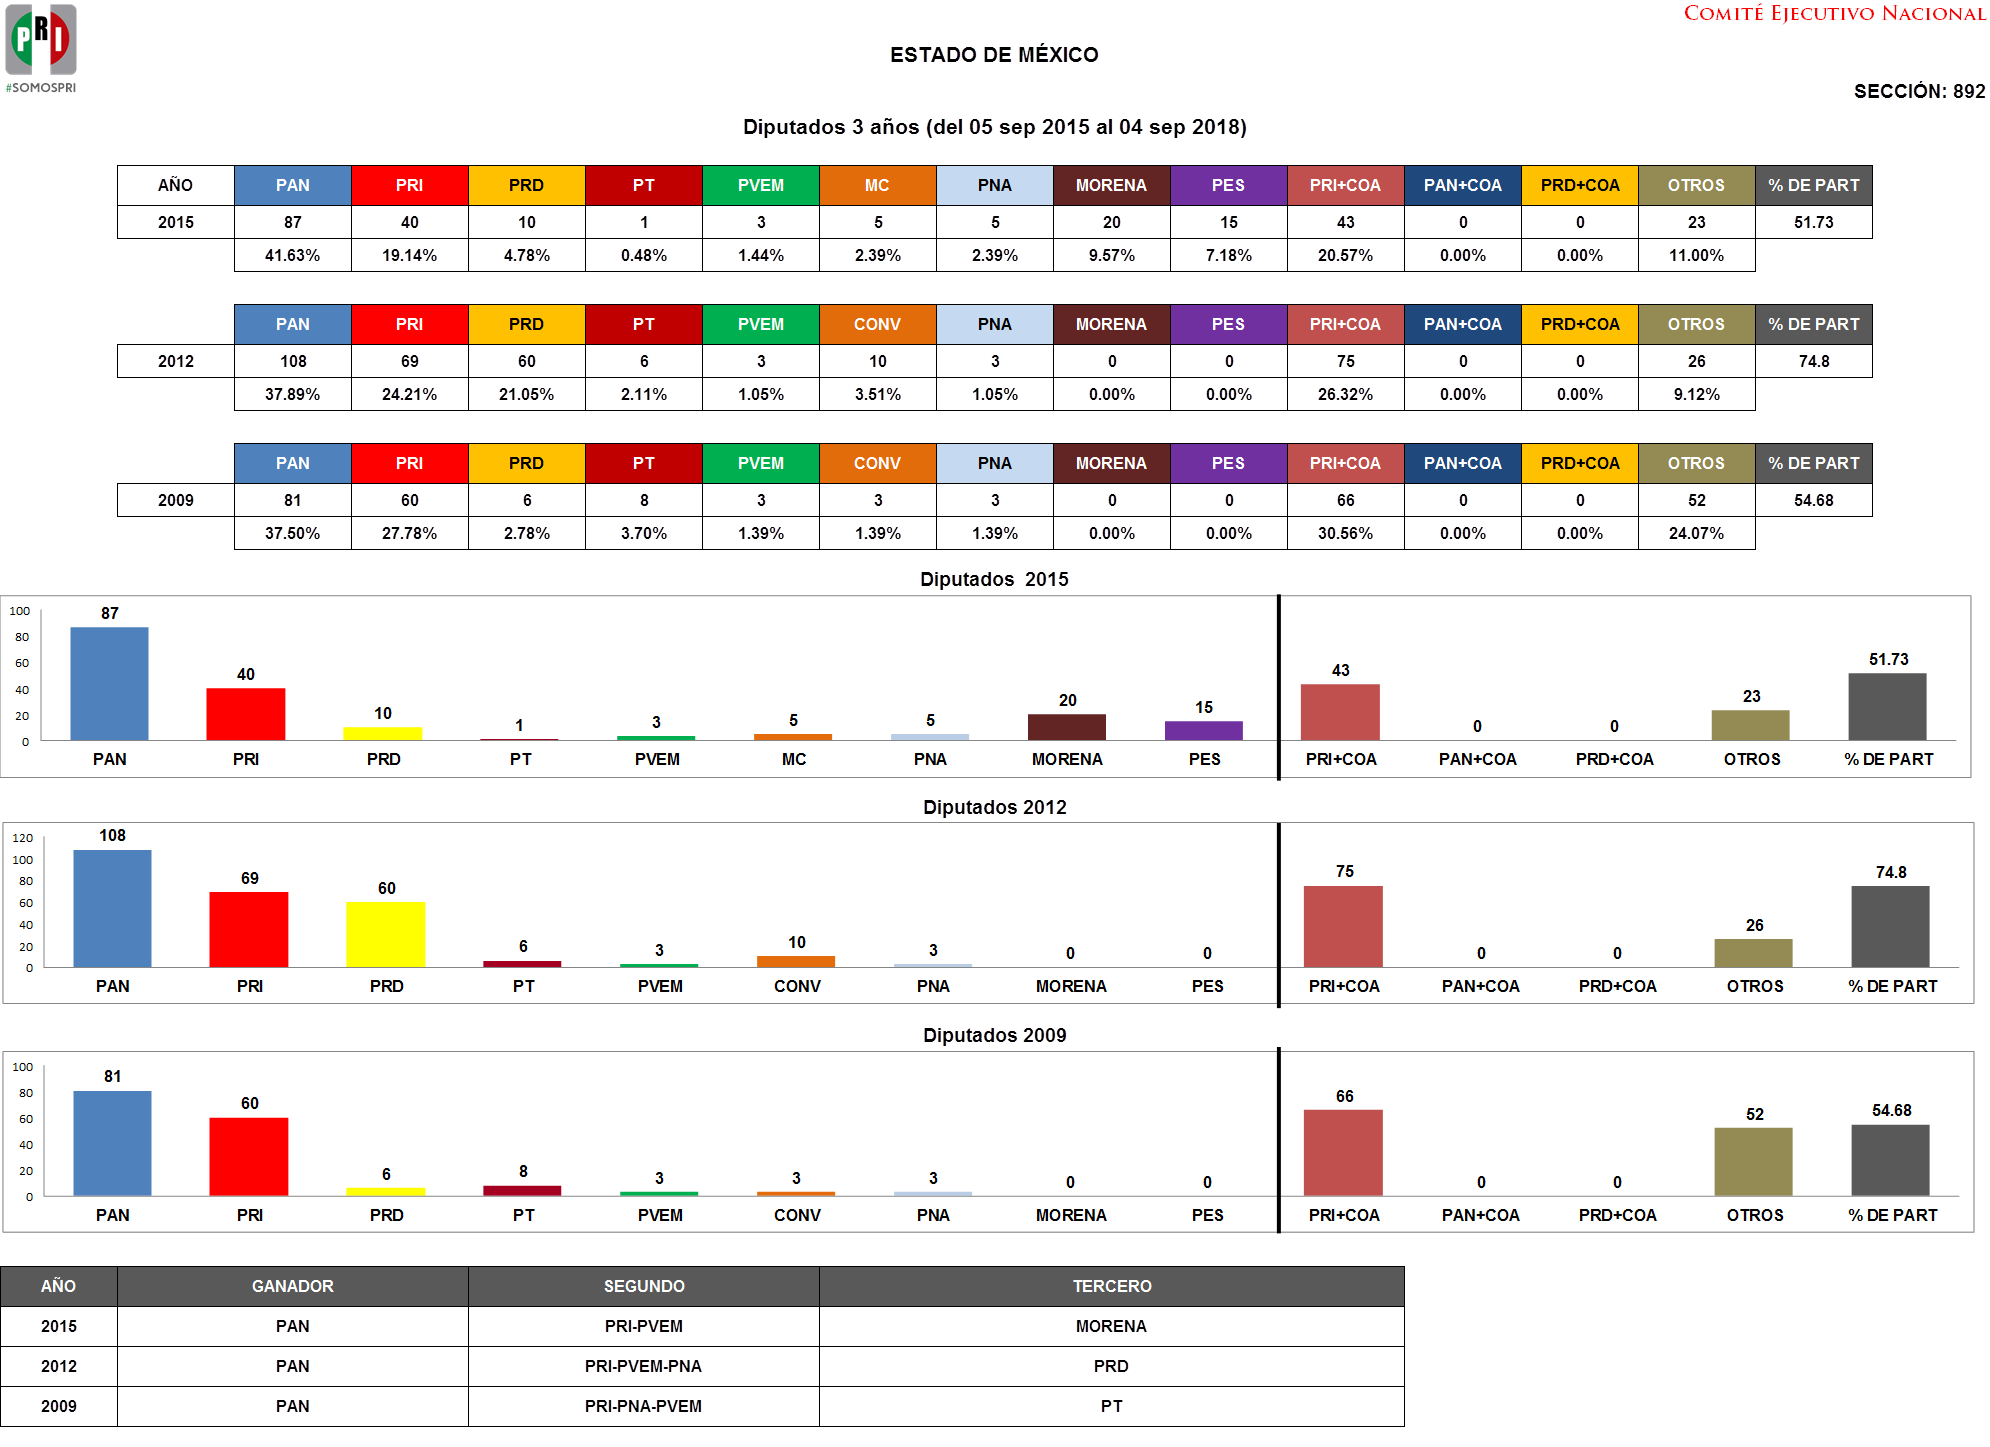 PRI
#SOMOSPRI
COMITÉ EJECUTIVO NACIONAL
ESTADO DE MÉXICO
SECCIÓN: 892
Diputados 3 años (del 05 sep 2015 al 04 sep 2018)
AÑO PAN PRI PRD PT PVEM MC PNA MORENA PES PRI+COA PAN+COA PRD+COA OTROS % DE PART
2015 87 40 10 1 3 5 5 20 15 43 0 0 23 51.73
41.63% 19.14% 4.78% 0.48% 1.44% 2.39% 2.39% 9.57% 7.18% 20.57% 0.00% 0.00% 11.00%
PAN PRI PRD PT PVEM CONV PNA MORENA PES PRI+COA PAN+COA PRD+COA OTROS % DE PART
2012 108 69 60 6 3 10 3 0 0 75 0 0 26 74.8
37.89% 24.21% 21.05% 2.11% 1.05% 3.51% 1.05% 0.00% 0.00% 26.32% 0.00% 0.00% 9.12%
PAN PRI PRD PT PVEM CONV PNA MORENA PES PRI+COA PAN+COA PRD+COA OTROS % DE PART
2009 81 60 6 8 3 3 3 0 0 66 0 0 52 54.68
37.50% 27.78% 2.78% 3.70% 1.39% 1.39% 1.39% 0.00% 0.00% 30.56% 0.00% 0.00% 24.07%
Diputados 2015
100
80
60
40
20
0
87 40 10 1 3 5 5 20 15 43 0 0 23 51.73
PAN PRI PRD PT PVEM MC PNA MORENA PES PRI+COA PAN+COA PRD+COA OTROS % DE PART
Diputados 2012
120
100
80
60
40
20
0
108 69 60 6 3 10 3 0 0 75 0 0 26 74.8
PAN PRI PRD PT PVEM CONV PNA MORENA PES PRI+COA PAN+COA PRD+COA OTROS % DE PART
Diputados 2009
100
80
60
40
20
0
81 60 6 8 3 3 3 0 0 66 0 0 52 54.68
PAN PRI PRD PT PVEM CONV PNA MORENA PES PRI+COA PAN+COA PRD+COA OTROS % DE PART
AÑO GANADOR SEGUNDO TERCERO
2015 PAN PRI-PVEM MORENA
2012 PAN PRI-PVEM-PNA PRD
2009 PAN PRI-PNA-PVEM PT